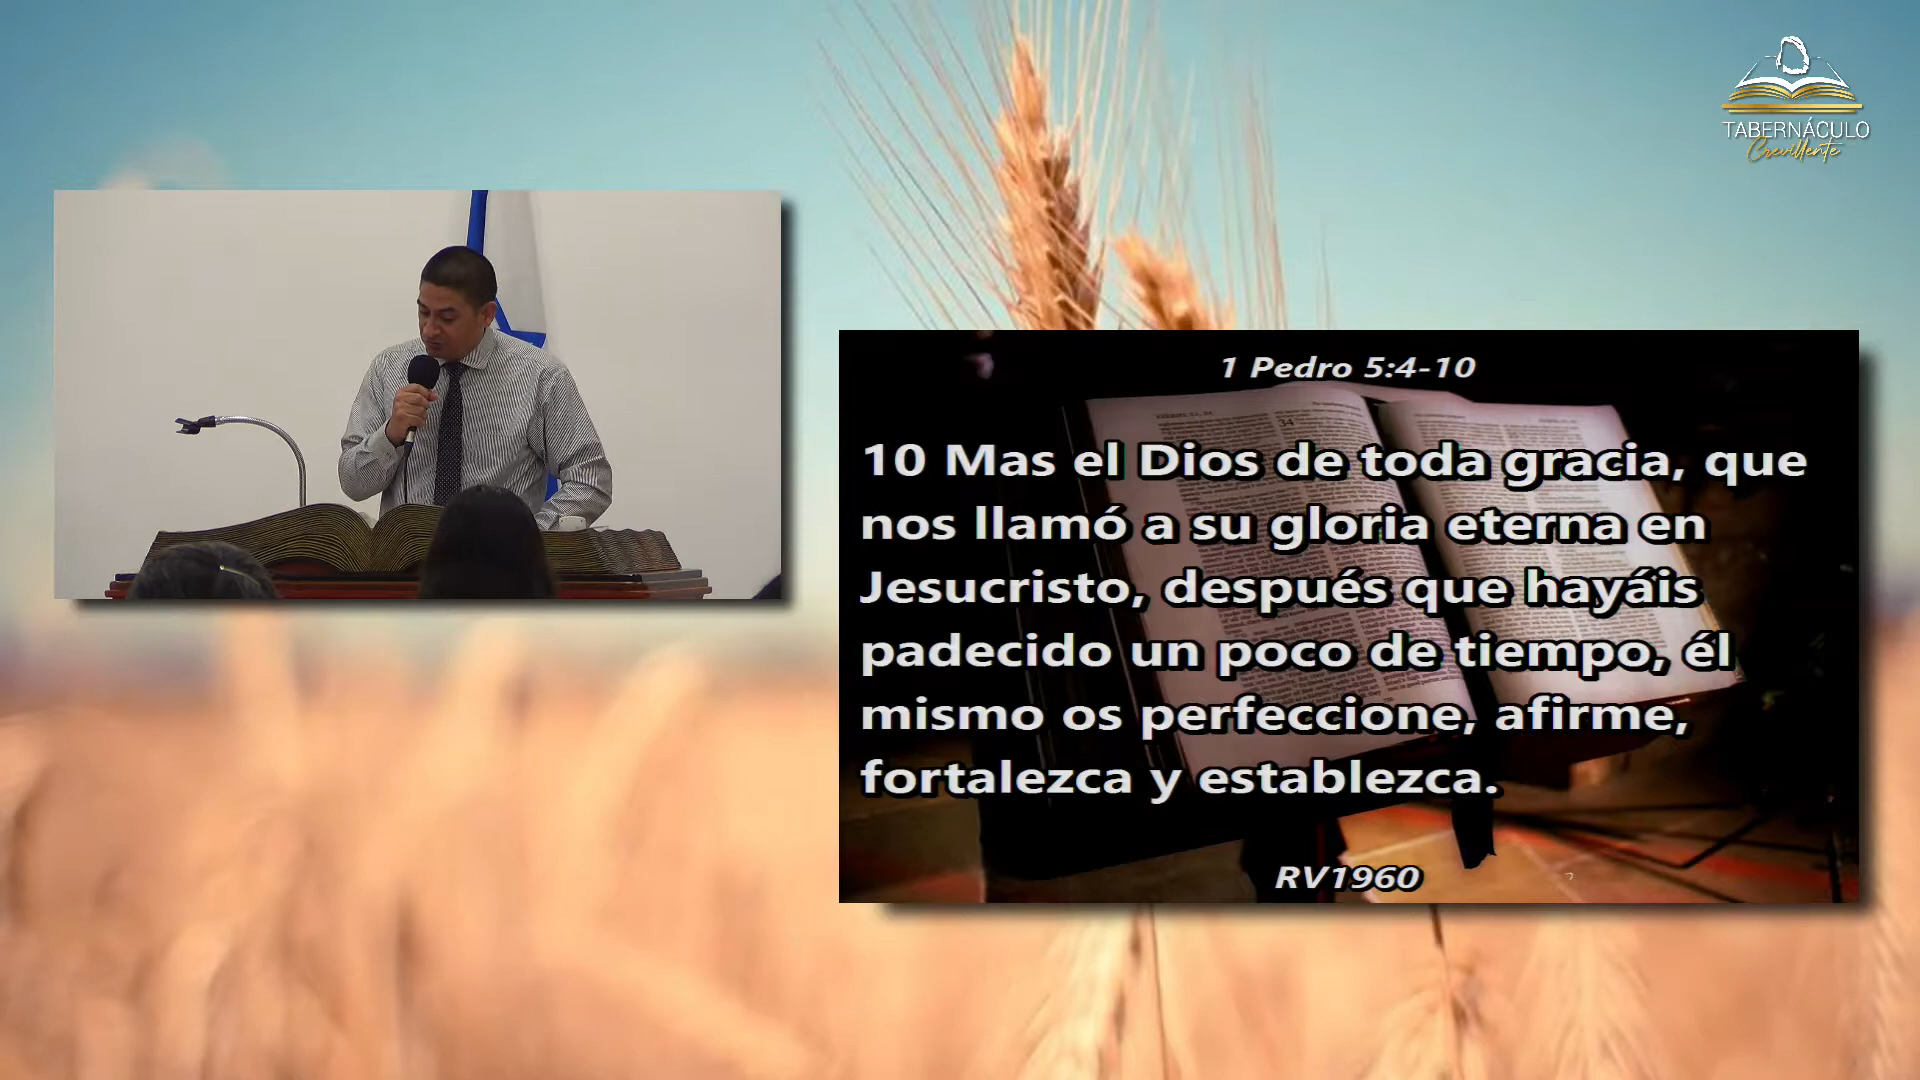 TABERNÁCULO
Crevillente
1 Pedro 5:4-10
10 Mas el Dios de toda gracia, que
nos llamó a su gloria eterna en
Jesucristo, después que hayáis
padecido un poco de tiempo, él
mismo os perfeccione, afirme,
fortalezca y establezca.
RV1960